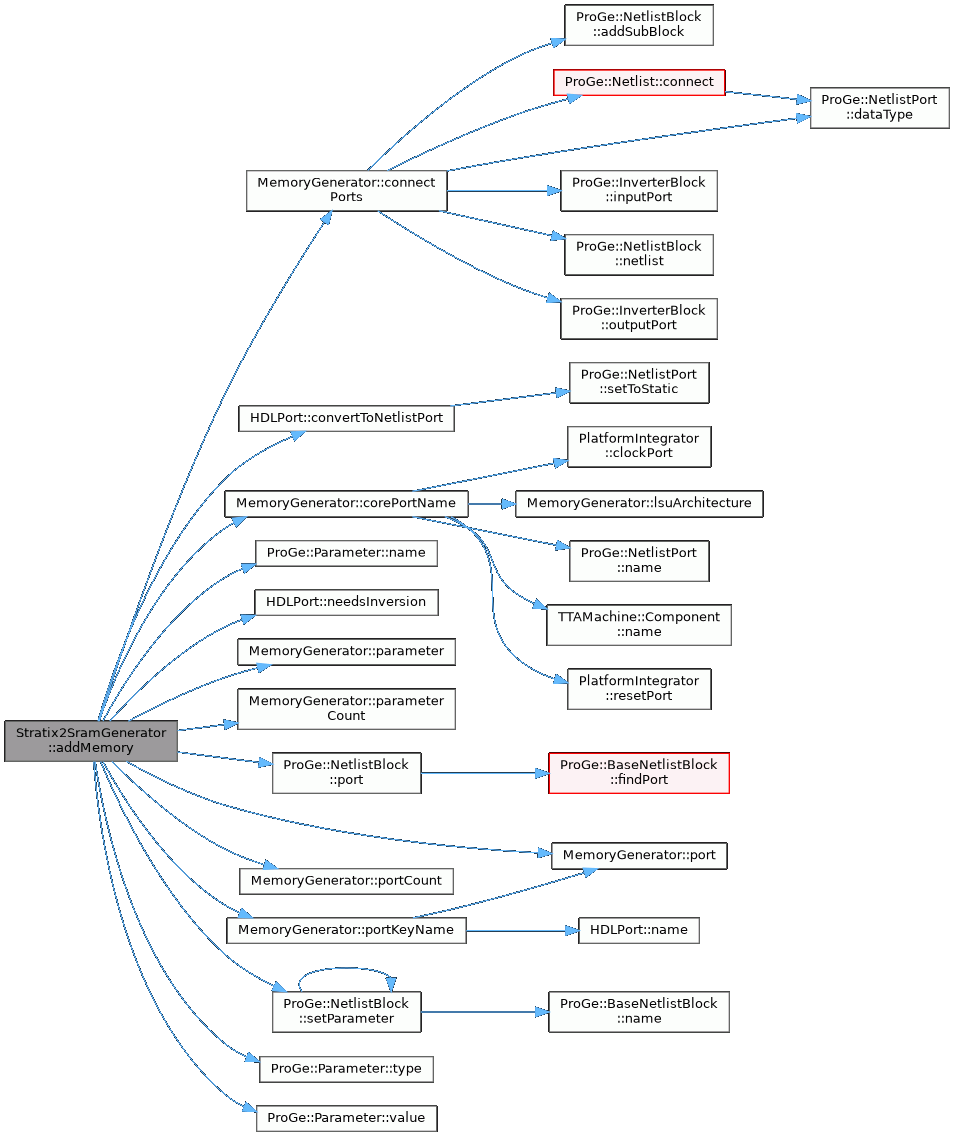 ProGe::NetlistBlock
::addSubBlock
ProGe::Netlist::connect
ProGe::NetlistPort
::dataType
MemoryGenerator::connect
Ports
ProGe::InverterBlock
::inputPort
ProGe::NetlistBlock
::netlist
ProGe::InverterBlock
::outputPort
ProGe::NetlistPort
::setToStatic
HDLPort::convertToNetlistPort
PlatformIntegrator
::clockPort
MemoryGenerator::corePortName
MemoryGenerator::lsuArchitecture
ProGe::Parameter::name
ProGe::NetlistPort
::name
HDLPort::needsInversion
TTAMachine::Component
::name
MemoryGenerator::parameter
PlatformIntegrator
::resetPort
MemoryGenerator::parameter
Count
Stratix2SramGenerator
::addMemory
ProGe::NetlistBlock
::port
ProGe::BaseNetlistBlock
::findPort
MemoryGenerator::port
MemoryGenerator::portCount
MemoryGenerator::portKeyName
HDLPort::name
ProGe::NetlistBlock
::setParameter
ProGe::BaseNetlistBlock
::name
ProGe::Parameter::type
ProGe::Parameter::value